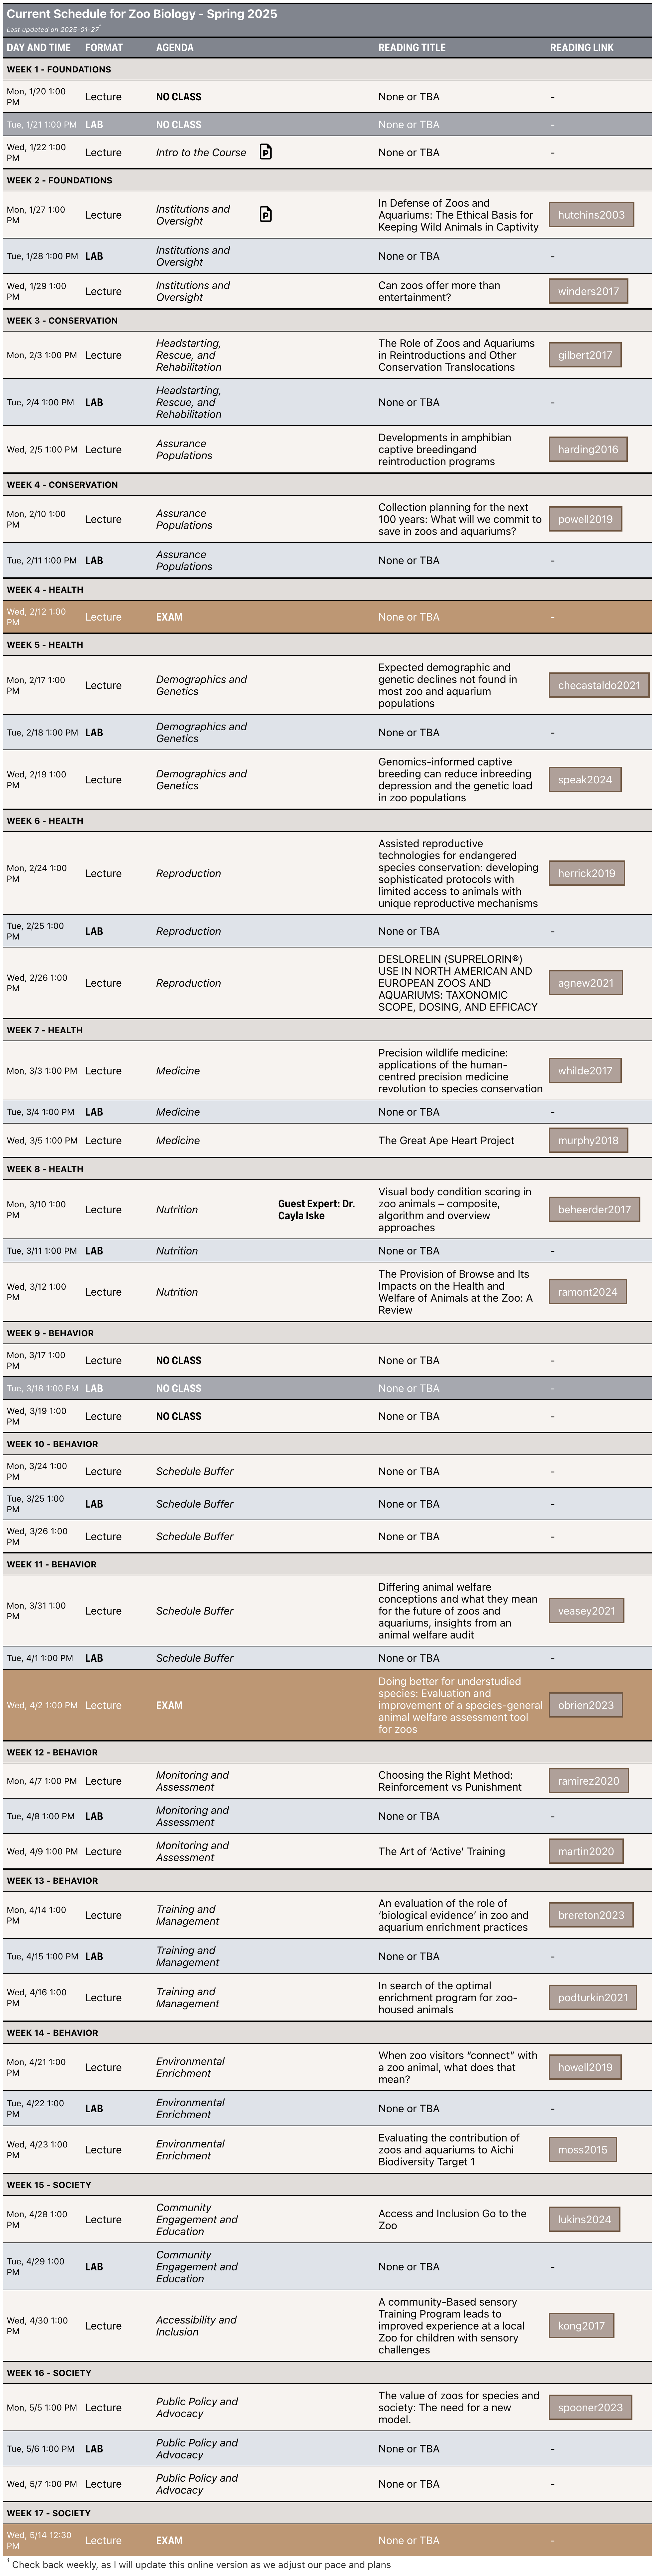 Current Schedule for Zoo Biology - Spring 2025
Last updated on 2025-01-27†
DAY AND TIME FORMAT AGENDA READING TITLE READING LINK
WEEK 1 - FOUNDATIONS
Mon, 1/20 1:00 PM Lecture NO CLASS None or TBA -
Tue, 1/21 1:00 PM LAB NO CLASS None or TBA -
Wed, 1/22 1:00 PM Lecture Intro to the Course P None or TBA -
WEEK 2 - FOUNDATIONS
Mon, 1/27 1:00 PM Lecture Institutions and Oversight P In Defense of Zoos and Aquariums: The Ethical Basis for Keeping Wild Animals in Captivity hutchins2003
Tue, 1/28 1:00 PM LAB Institutions and Oversight None or TBA -
Wed, 1/29 1:00 PM Lecture Institutions and Oversight Can zoos offer more than entertainment? winders2017
WEEK 3 - CONSERVATION
Mon, 2/3 1:00 PM Lecture Headstarting, Rescue, and Rehabilitation The Role of Zoos and Aquariums in Reintroductions and Other Conservation Translocations gilbert2017
Tue, 2/4 1:00 PM LAB Headstarting, Rescue, and Rehabilitation None or TBA -
Wed, 2/5 1:00 PM Lecture Assurance Populations Developments in amphibian captive breedingand reintroduction programs harding2016
WEEK 4 - CONSERVATION
Mon, 2/10 1:00 PM Lecture Assurance Populations Collection planning for the next 100 years: What will we commit to save in zoos and aquariums? powell2019
Tue, 2/11 1:00 PM LAB Assurance Populations None or TBA -
WEEK 4 - HEALTH
Wed, 2/12 1:00 PM Lecture EXAM None or TBA -
WEEK 5 - HEALTH
Mon, 2/17 1:00 PM Lecture Demographics and Genetics Expected demographic and genetic declines not found in most zoo and aquarium populations checastaldo2021
Tue, 2/18 1:00 PM LAB Demographics and Genetics None or TBA -
Wed, 2/19 1:00 PM Lecture Demographics and Genetics Genomics-informed captive breeding can reduce inbreeding depression and the genetic load in zoo populations speak2024
WEEK 6 - HEALTH
Mon, 2/24 1:00 PM Lecture Reproduction Assisted reproductive technologies for endangered species conservation: developing sophisticated protocols with limited access to animals with unique reproductive mechanisms herrick2019
Tue, 2/25 1:00 PM LAB Reproduction None or TBA -
Wed, 2/26 1:00 PM Lecture Reproduction DESLORELIN (SUPRELORIN®) USE IN NORTH AMERICAN AND EUROPEAN ZOOS AND AQUARIUMS: TAXONOMIC SCOPE, DOSING, AND EFFICACY agnew2021
WEEK 7 - HEALTH
Mon, 3/3 1:00 PM Lecture Medicine Precision wildlife medicine: applications of the human-centred precision medicine revolution to species conservation whilde2017
Tue, 3/4 1:00 PM LAB Medicine None or TBA -
Wed, 3/5 1:00 PM Lecture Medicine The Great Ape Heart Project murphy2018
WEEK 8 - HEALTH
Mon, 3/10 1:00 PM Lecture Nutrition Guest Expert: Dr. Cayla Iske Visual body condition scoring in zoo animals – composite, algorithm and overview approaches beheerder2017
Tue, 3/11 1:00 PM LAB Nutrition None or TBA -
Wed, 3/12 1:00 PM Lecture Nutrition The Provision of Browse and Its Impacts on the Health and Welfare of Animals at the Zoo: A Review ramont2024
WEEK 9 - BEHAVIOR
Mon, 3/17 1:00 PM Lecture NO CLASS None or TBA -
Tue, 3/18 1:00 PM LAB NO CLASS None or TBA -
Wed, 3/19 1:00 PM Lecture NO CLASS None or TBA -
WEEK 10 - BEHAVIOR
Mon, 3/24 1:00 PM Lecture Schedule Buffer None or TBA -
Tue, 3/25 1:00 PM LAB Schedule Buffer None or TBA -
Wed, 3/26 1:00 PM Lecture Schedule Buffer None or TBA -
WEEK 11 - BEHAVIOR
Mon, 3/31 1:00 PM Lecture Schedule Buffer Differing animal welfare conceptions and what they mean for the future of zoos and aquariums, insights from an animal welfare audit veasey2021
Tue, 4/1 1:00 PM LAB Schedule Buffer None or TBA -
Wed, 4/2 1:00 PM Lecture EXAM Doing better for understudied species: Evaluation and improvement of a species-general animal welfare assessment tool for zoos obrien2023
WEEK 12 - BEHAVIOR
Mon, 4/7 1:00 PM Lecture Monitoring and Assessment Choosing the Right Method: Reinforcement vs Punishment ramirez2020
Tue, 4/8 1:00 PM LAB Monitoring and Assessment None or TBA -
Wed, 4/9 1:00 PM Lecture Monitoring and Assessment The Art of ‘Active’ Training martin2020
WEEK 13 - BEHAVIOR
Mon, 4/14 1:00 PM Lecture Training and Management An evaluation of the role of ‘biological evidence’ in zoo and aquarium enrichment practices brereton2023
Tue, 4/15 1:00 PM LAB Training and Management None or TBA -
Wed, 4/16 1:00 PM Lecture Training and Management In search of the optimal enrichment program for zoo-housed animals podturkin2021
WEEK 14 - BEHAVIOR
Mon, 4/21 1:00 PM Lecture Environmental Enrichment When zoo visitors “connect” with a zoo animal, what does that mean? howell2019
Tue, 4/22 1:00 PM LAB Environmental Enrichment None or TBA -
Wed, 4/23 1:00 PM Lecture Environmental Enrichment Evaluating the contribution of zoos and aquariums to Aichi Biodiversity Target 1 moss2015
WEEK 15 - SOCIETY
Mon, 4/28 1:00 PM Lecture Community Engagement and Education Access and Inclusion Go to the Zoo lukins2024
Tue, 4/29 1:00 PM LAB Community Engagement and Education None or TBA -
Wed, 4/30 1:00 PM Lecture Accessibility and Inclusion A community-Based sensory Training Program leads to improved experience at a local Zoo for children with sensory challenges kong2017
WEEK 16 - SOCIETY
Mon, 5/5 1:00 PM Lecture Public Policy and Advocacy The value of zoos for species and society: The need for a new model. spooner2023
Tue, 5/6 1:00 PM LAB Public Policy and Advocacy None or TBA -
Wed, 5/7 1:00 PM Lecture Public Policy and Advocacy None or TBA -
WEEK 17 - SOCIETY
Wed, 5/14 12:30 PM Lecture EXAM None or TBA -
† Check back weekly, as I will update this online version as we adjust our pace and plans